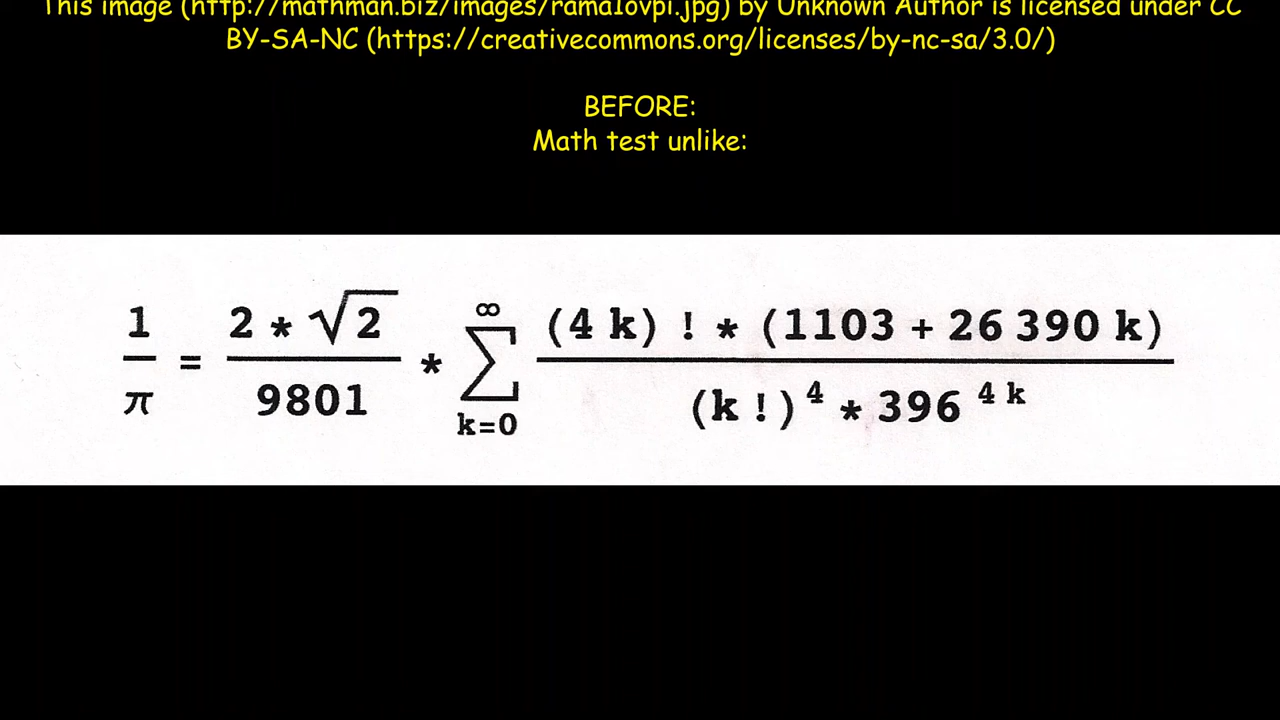 This image (http://mathman.biz/images/rama1ovpi.jpg) by Unknown Author is licensed under CC
BY-SA-NC (https://creativecommons.org/licenses/by-nc-sa/3.0/)
BEFORE:
Math test unlike:
1/π = (2 * √2)/9801 * ∑_{k=0}^{∞} ((4 k) ! * (1103 + 26 390 k))/((k !)^4 * 396^{4 k})